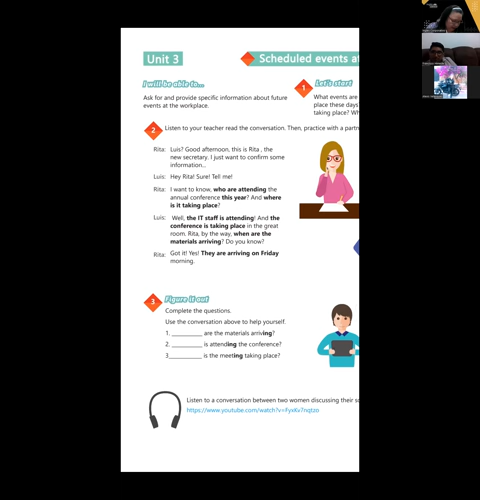 Unit 3
Scheduled events at
I will be able to...
Ask for and provide specific information about future
events at the workplace.
1
Let's start
What events are
place these days
taking place? Wh
2
Listen to your teacher read the conversation. Then, practice with a partn
Rita: Luis? Good afternoon, this is Rita , the
new secretary. I just want to confirm some
information...
Luis: Hey Rita! Sure! Tell me!
Rita: I want to know, who are attending the
annual conference this year? And where
is it taking place?
Luis: Well, the IT staff is attending! And the
conference is taking place in the great
room. Rita, by the way, when are the
materials arriving? Do you know?
Rita: Got it! Yes! They are arriving on Friday
morning.
3
Figure it out
Complete the questions.
Use the conversation above to help yourself.
1. __________ are the materials arriving?
2. __________ is attending the conference?
3__________ is the meeting taking place?
Listen to a conversation between two women discussing their sc
https://www.youtube.com/watch?v=FyxKv7nqtzo